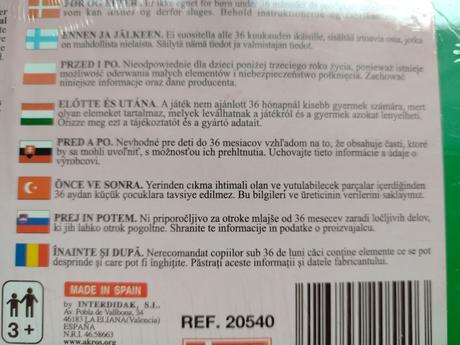 FØR OG EFTER. Er ikke egnet for børn under 36 måneder
som kan løsnes og derfor sluges. Behold instruktionerne og
ENNEN JA JÄLKEEN. Ei suositella alle 36 kuukauden ikäisille, sisältää irtoavia osia, jotka
on mahdollista nielaista. Säilytä nämä tiedot ja valmistajan tiedot.
PRZED I PO. Nieodpowiednie dla dzieci poniżej trzeciego roku życia, ponieważ istnieje
możliwość oderwania małych elementów i niebezpieczeństwo połknięcia. Zachować
niniejsze informacje oraz dane producenta.
ELŐTTE ÉS UTÁNA. A játék nem ajánlott 36 hónapnál kisebb gyermek számára, mert
olyan elemeket tartalmaz, melyek leválhatnak a játékról és a gyermek azokat lenyelheti.
Őrizze meg ezt a tájékoztatót és a gyártó adatait.
PRED A PO. Nevhodné pre deti do 36 mesiacov vzhľadom na to, že obsahuje časti, ktoré
by sa mohli uvoľniť, s možnosťou ich prehltnutia. Uchovajte tieto informácie a údaje o
výrobcovi.
ÖNCE VE SONRA. Yerinden çıkma ihtimali olan ve yutulabilecek parçalar içerdiğinden
36 aydan küçük çocuklara tavsiye edilmez. Bu bilgileri ve üreticinin verilerini saklayınız.
PREJ IN POTEM. Ni priporočljivo za otroke mlajše od 36 mesecev zaradi ločljivih delov,
ki jih lahko otrok pogoltne. Shranite te informacije in podatke o proizvajalcu.
ÎNAINTE ŞI DUPĂ. Nerecomandat copiilor sub 36 de luni căci conţine elemente ce se pot
desprinde şi care pot fi înghiţite. Păstraţi aceste informaţii şi datele fabricantului.
MADE IN SPAIN
by INTERDIDAK, S.L.
Av. Pobla de Vallbona, 34
46183 LA ELIANA(Valencia)
ESPAÑA
N.R.I. 46.58663
www.akros.org
3 +
REF. 20540